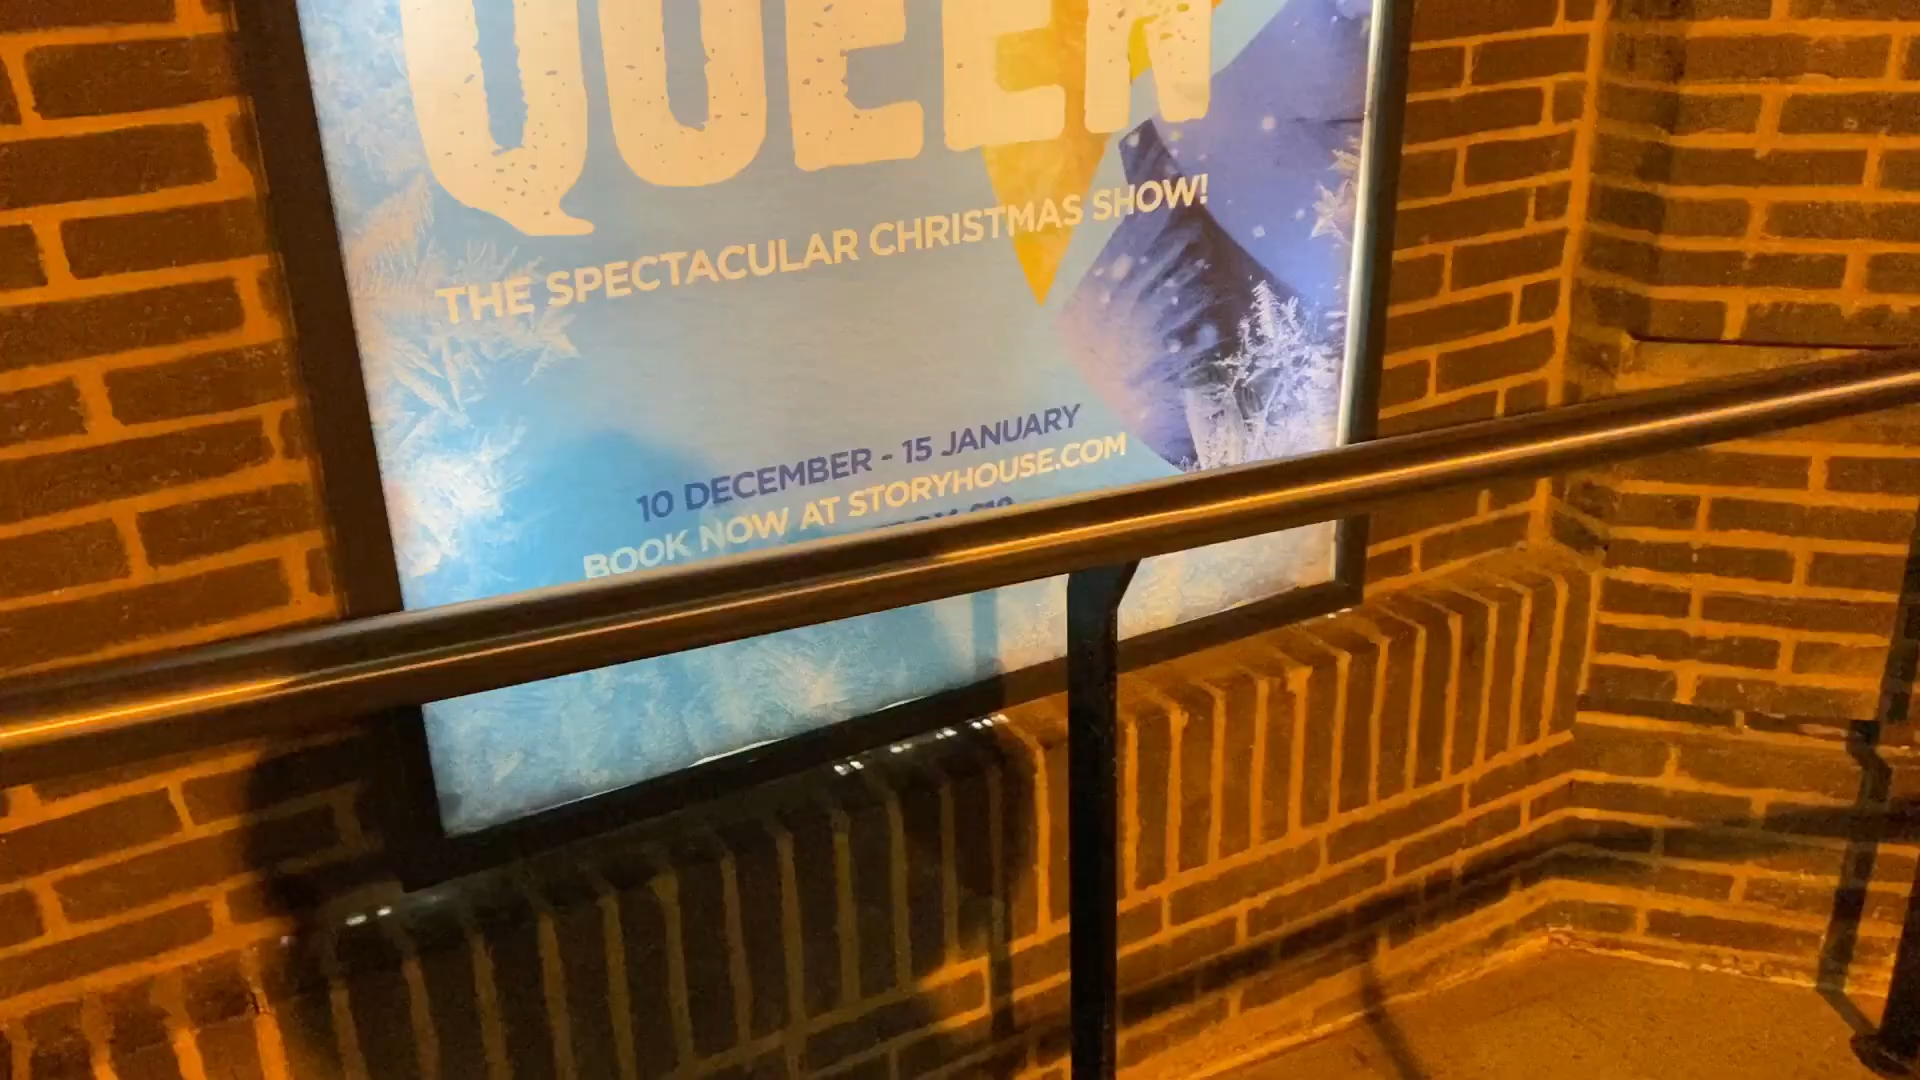 QUEEN
THE SPECTACULAR CHRISTMAS SHOW!
10 DECEMBER - 15 JANUARY
BOOK NOW AT STORYHOUSE.COM